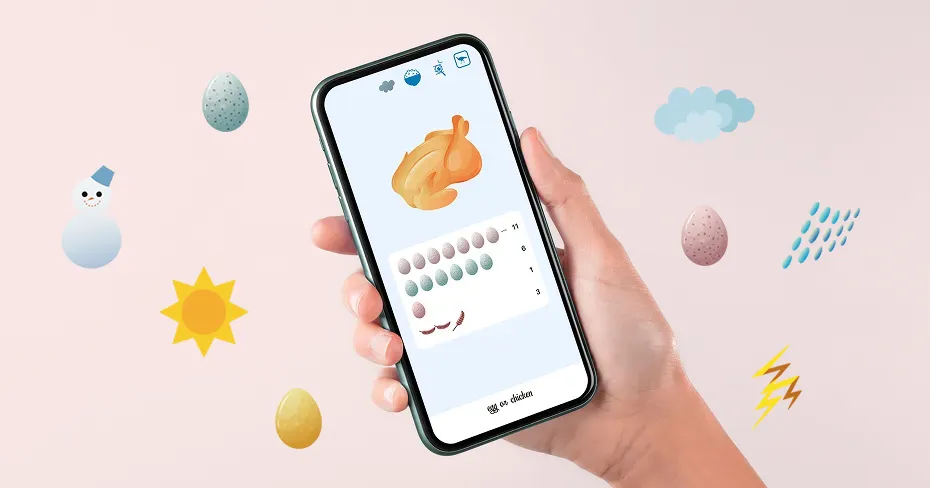 — 11
6
1
3
egg or chicken